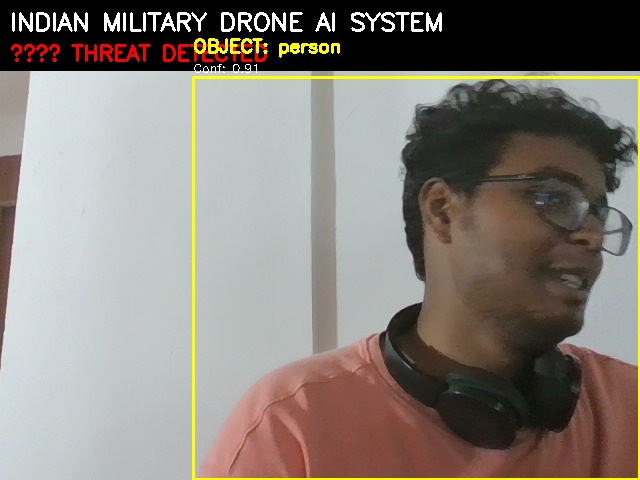 INDIAN MILITARY DRONE AI SYSTEM
???? THREAT DETECTED
OBJECT: person
Conf: 0.91